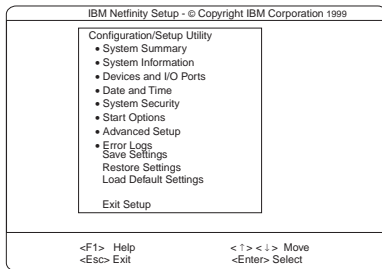 IBM Netfinity Setup - © Copyright IBM Corporation 1999
Configuration/Setup Utility
• System Summary
• System Information
• Devices and I/O Ports
• Date and Time
• System Security
• Start Options
• Advanced Setup
• Error Logs
Save Settings
Restore Settings
Load Default Settings
Exit Setup
<F1> Help <↑><↓> Move
<Esc> Exit <Enter> Select